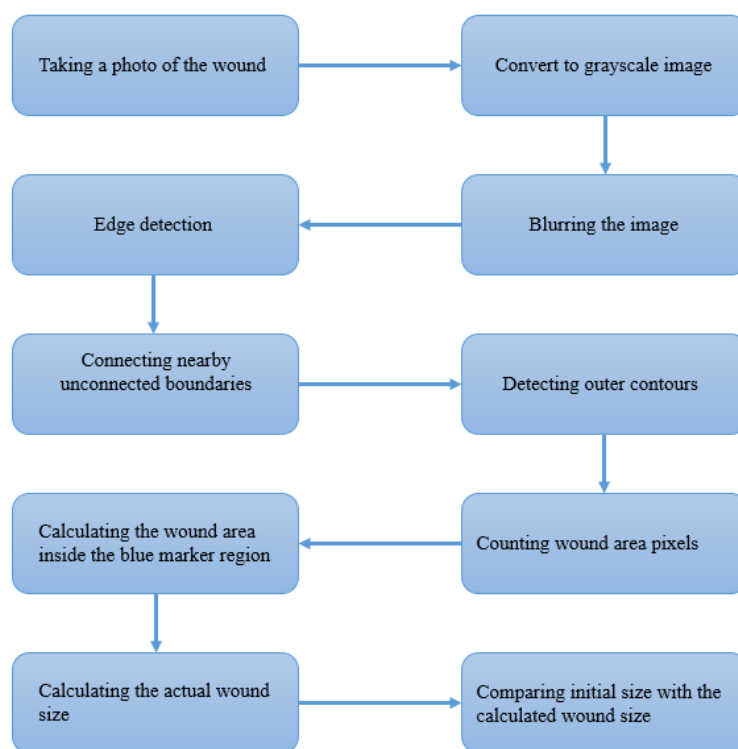 Taking a photo of the wound
Convert to grayscale image
Blurring the image
Edge detection
Connecting nearby
unconnected boundaries
Detecting outer contours
Counting wound area pixels
Calculating the wound area
inside the blue marker region
Calculating the actual wound
size
Comparing initial size with the
calculated wound size